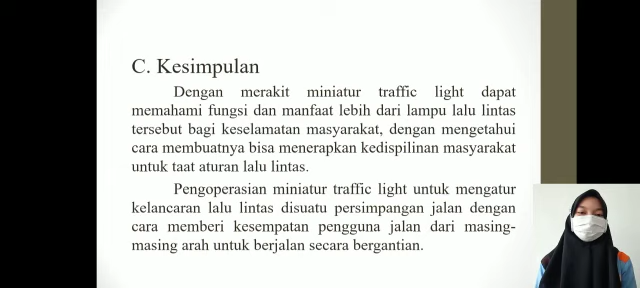 C. Kesimpulan
Dengan merakit miniatur traffic light dapat
memahami fungsi dan manfaat lebih dari lampu lalu lintas
tersebut bagi keselamatan masyarakat, dengan mengetahui
cara membuatnya bisa menerapkan kedispilinan masyarakat
untuk taat aturan lalu lintas.
Pengoperasian miniatur traffic light untuk mengatur
kelancaran lalu lintas disuatu persimpangan jalan dengan
cara memberi kesempatan pengguna jalan dari masing-
masing arah untuk berjalan secara bergantian.